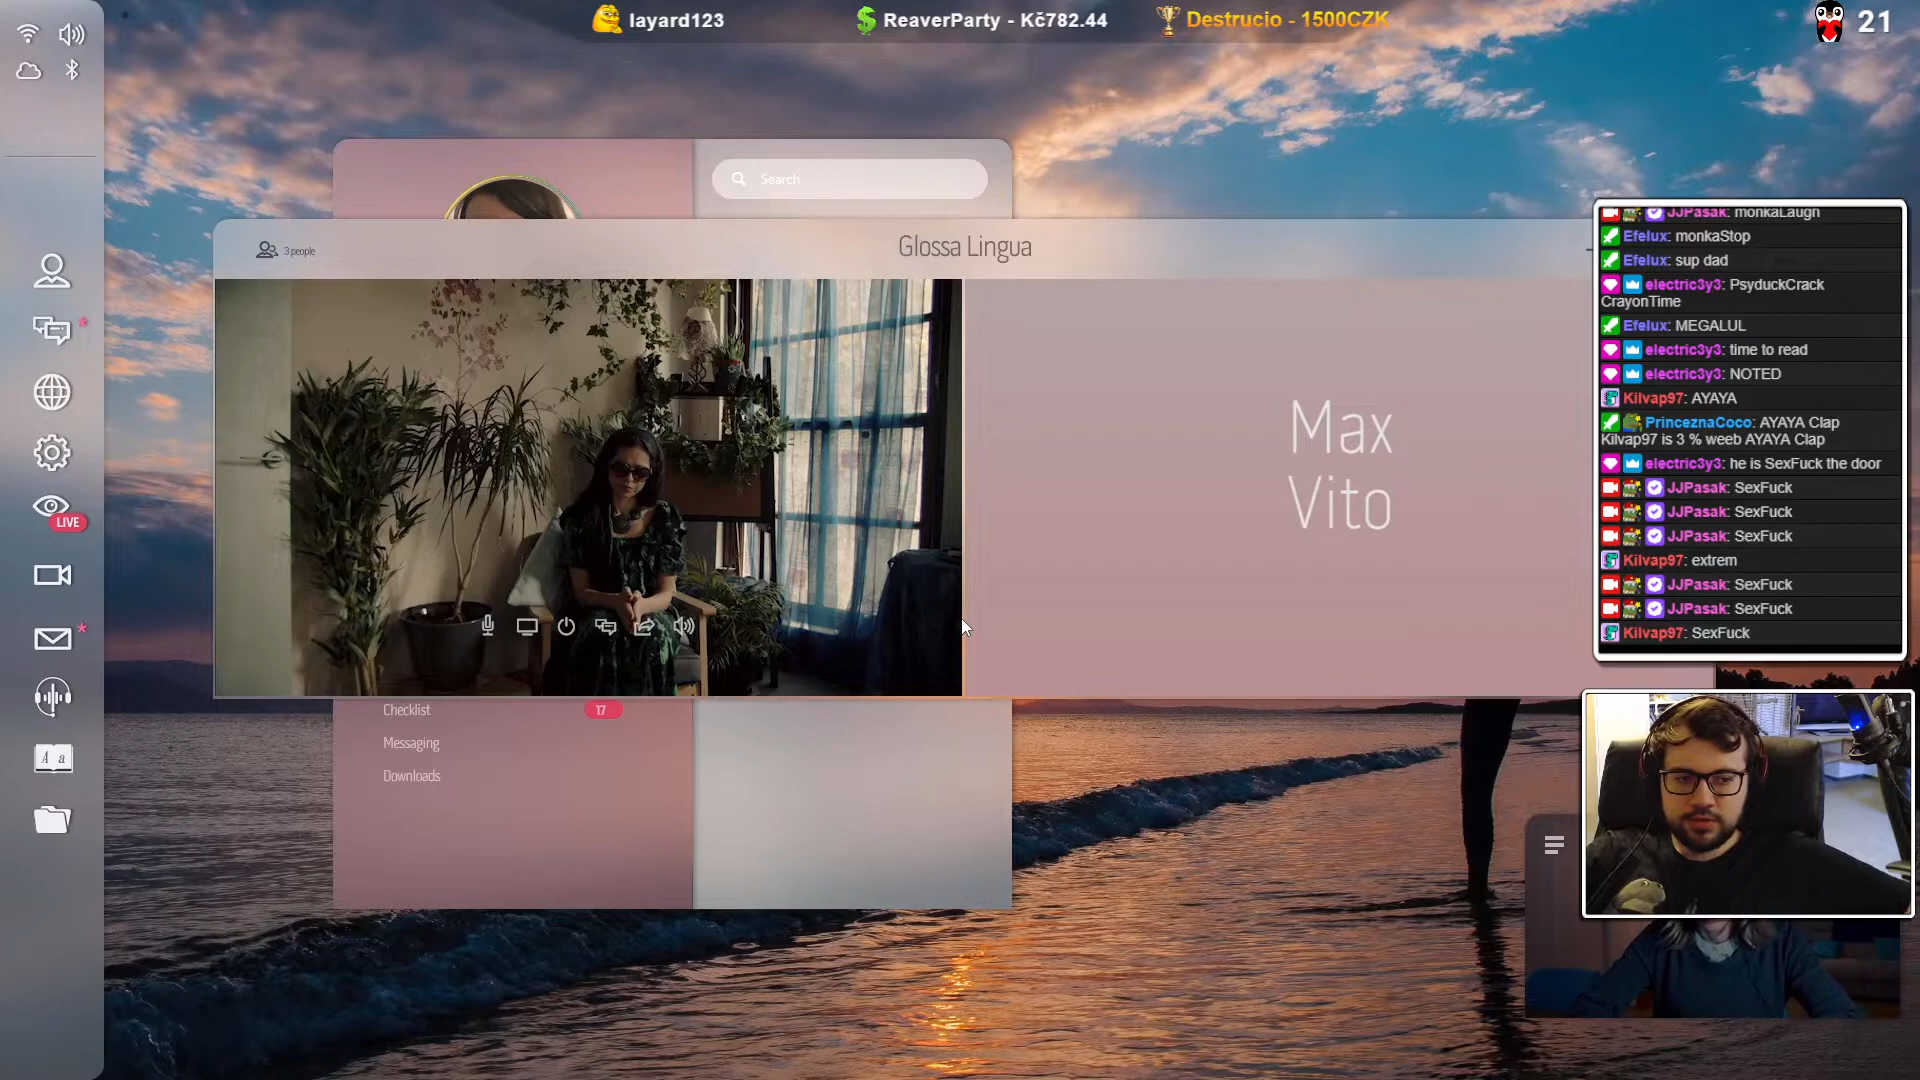 layard123
ReaverParty - Kč782.44
Destrucio - 1500CZK
21
Search
3 people
Glossa Lingua
Max
Vito
LIVE
Aa
Checklist
17
Messaging
Downloads
JJPasak: monkaLaugh
Efelux: monkaStop
Efelux: sup dad
electric3y3: PsyduckCrack
CrayonTime
Efelux: MEGALUL
electric3y3: time to read
electric3y3: NOTED
Kilvap97: AYAYA
PrinceznaCoco: AYAYA Clap
Kilvap97 is 3 % weeb AYAYA Clap
electric3y3: he is SexFuck the door
JJPasak: SexFuck
JJPasak: SexFuck
JJPasak: SexFuck
Kilvap97: extrem
JJPasak: SexFuck
JJPasak: SexFuck
Kilvap97: SexFuck